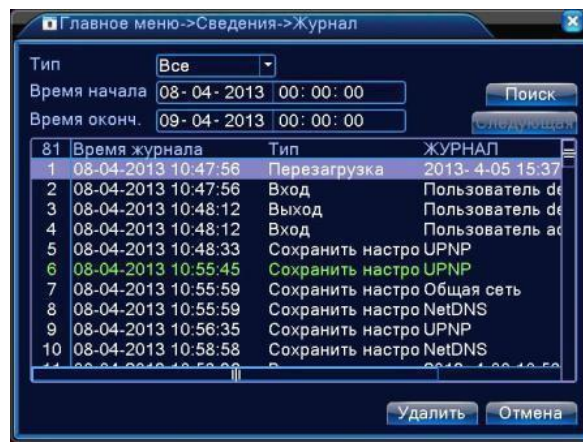 Главное меню->Сведения->Журнал
Тип Все
Время начала 08-04-2013 00:00:00 Поиск
Время оконч. 09-04-2013 00:00:00 Следующая
81 Время журнала Тип ЖУРНАЛ
1 08-04-2013 10:47:56 Перезагрузка 2013- 4-05 15:37
2 08-04-2013 10:47:56 Вход Пользователь de
3 08-04-2013 10:48:12 Выход Пользователь de
4 08-04-2013 10:48:12 Вход Пользователь ad
5 08-04-2013 10:48:33 Сохранить настро UPNP
6 08-04-2013 10:55:45 Сохранить настро UPNP
7 08-04-2013 10:55:59 Сохранить настро Общая сеть
8 08-04-2013 10:55:59 Сохранить настро NetDNS
9 08-04-2013 10:56:35 Сохранить настро UPNP
10 08-04-2013 10:58:58 Сохранить настро NetDNS
Удалить Отмена